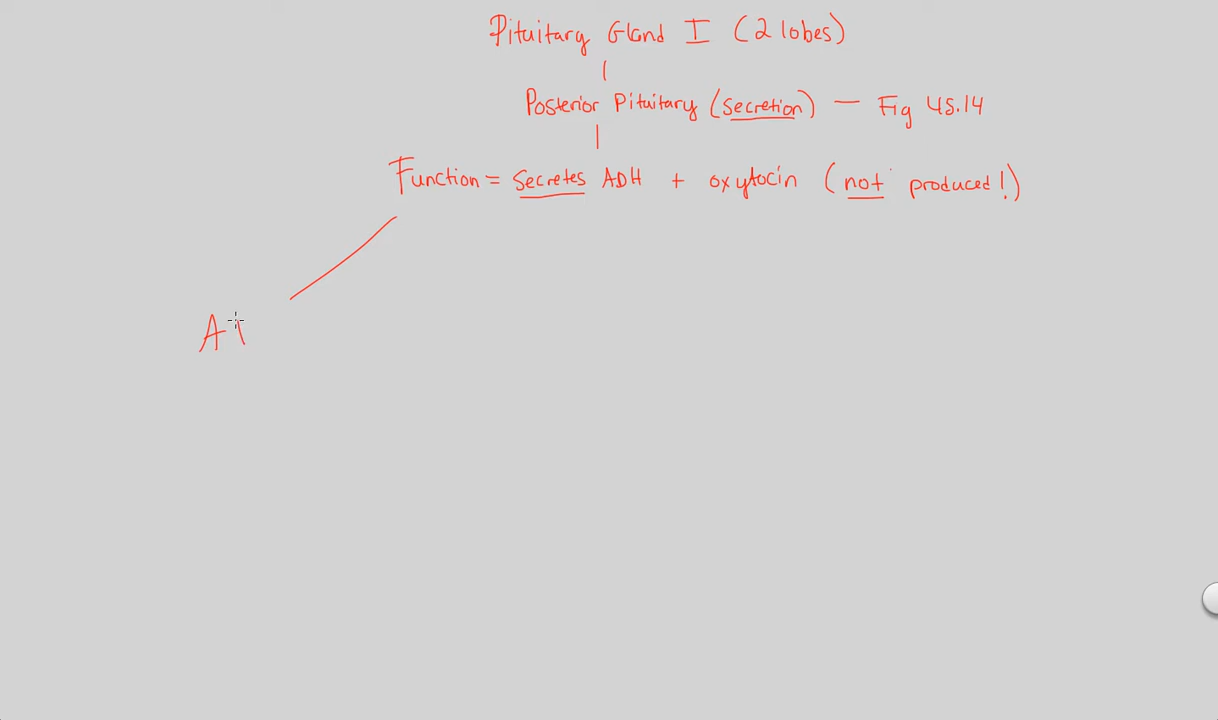 Pituitary Gland I (2 lobes)
Posterior Pituitary (secretion) — Fig 45.14
Function = Secretes ADH + oxytocin (not produced!)
A